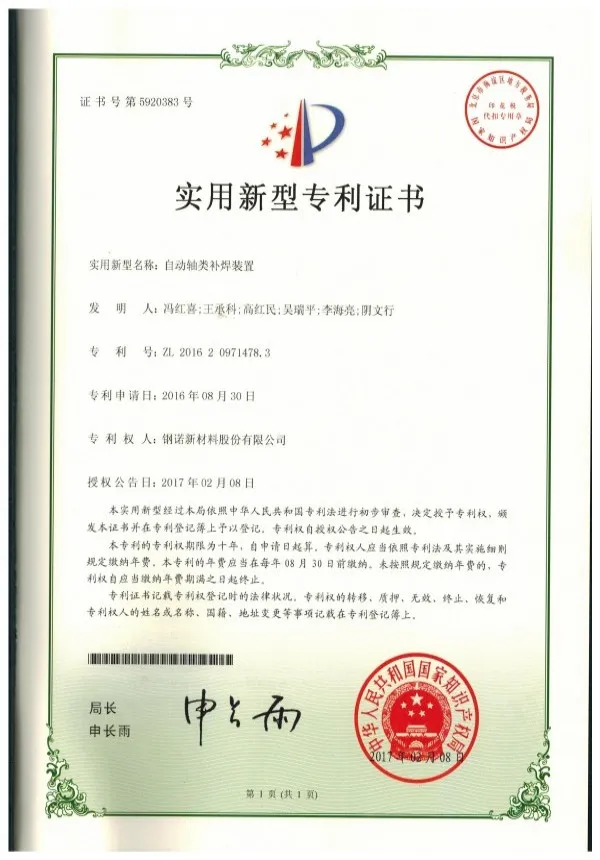 证书号第5920383号
印花税
代扣专用章
实用新型专利证书
实用新型名称：自动轴类补焊装置
发明人：冯红喜;王承科;高红民;吴瑞平;李海亮;阴文行
专利号：ZL 2016 2 0971478.3
专利申请日：2016年08月30日
专利权人：钢诺新材料股份有限公司
授权公告日：2017年02月08日
本实用新型经过本局依照中华人民共和国专利法进行初步审查，决定授予专利权，颁
发本证书并在专利登记簿上予以登记。专利权自授权公告之日起生效。
本专利的专利权期限为十年，自申请日起算。专利权人应当依照专利法及其实施细则
规定缴纳年费。本专利的年费应当在每年08月30日前缴纳。未按照规定缴纳年费的，专
利权自应当缴纳年费期满之日起终止。
专利证书记载专利权登记时的法律状况。专利权的转移、质押、无效、终止、恢复和
专利权人的姓名或名称、国籍、地址变更等事项记载在专利登记簿上。
局长
申长雨
申长雨
中华人民共和国国家知识产权局
2017年02月08日
第1页(共1页)